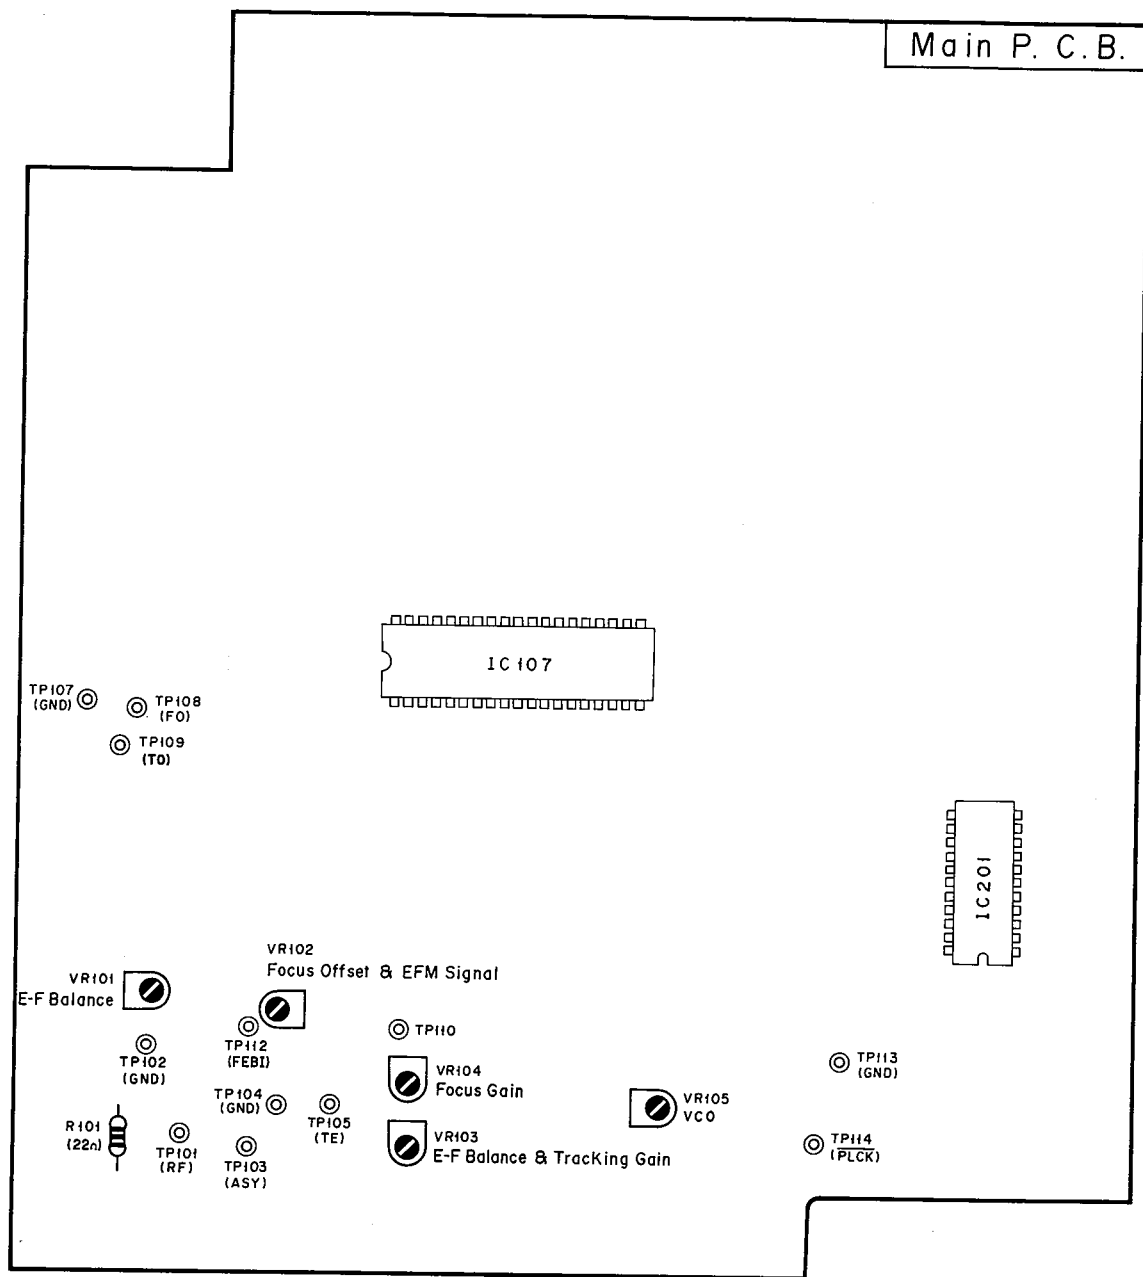 Main P. C. B.
IC107
TP107
(GND)
TP108
(FO)
TP109
(TO)
IC201
VR102
Focus Offset & EFM Signal
VR101
E-F Balance
TP110
TP112
(FEBI)
TP102
(GND)
TP113
(GND)
VR104
Focus Gain
TP104
(GND)
TP105
(TE)
VR105
VCO
R101
(22Ω)
TP101
(RF)
TP103
(ASY)
VR103
E-F Balance & Tracking Gain
TP114
(PLCK)